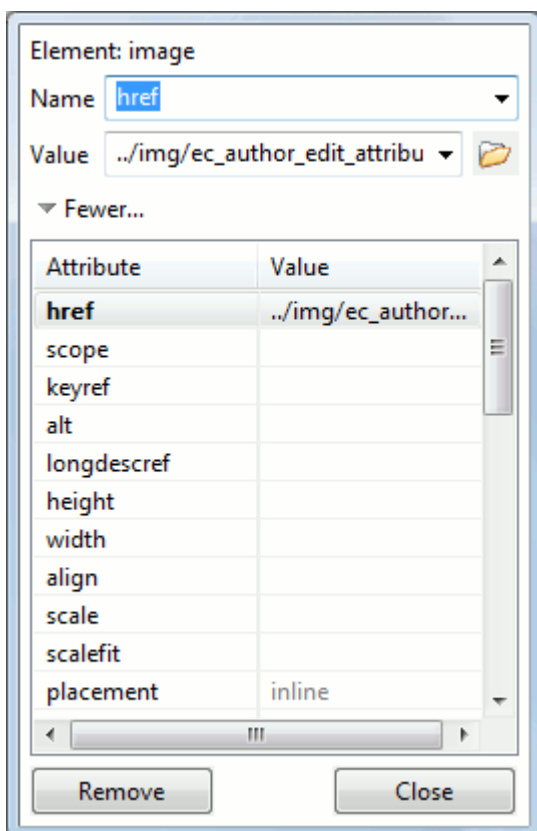 Element: image
Name href
Value ../img/ec_author_edit_attribu
Fewer...
Attribute Value
href ../img/ec_author...
scope
keyref
alt
longdescref
height
width
align
scale
scalefit
placement inline
Remove Close